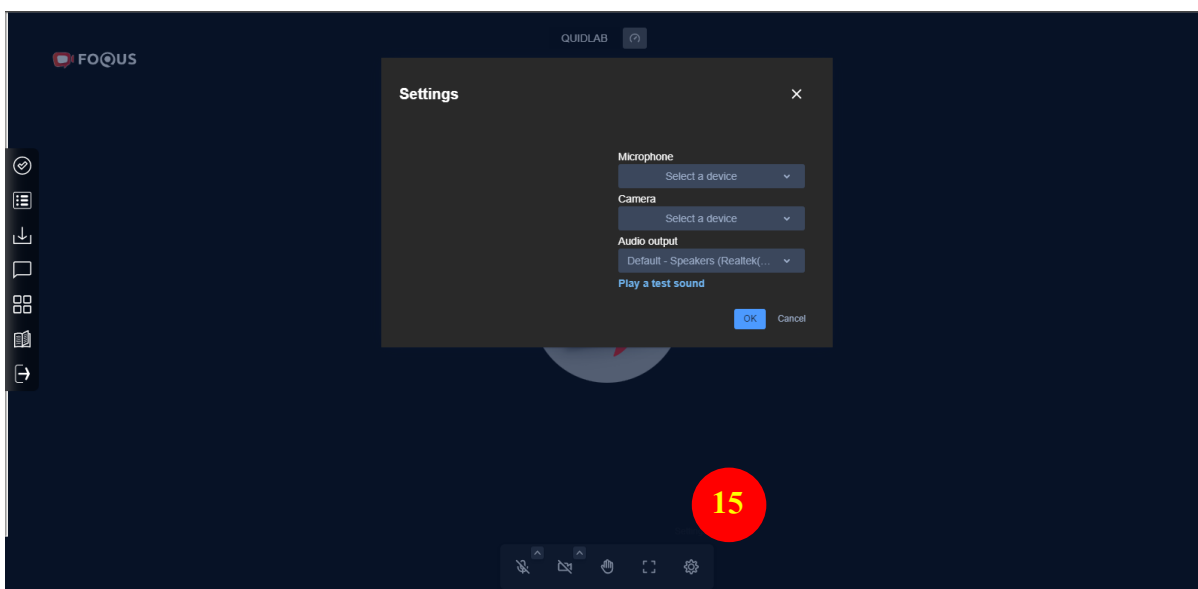 QUIDLAB
FOQUS
Settings
Microphone
Select a device
Camera
Select a device
Audio output
Default - Speakers (Realtek(...
Play a test sound
OK Cancel
15